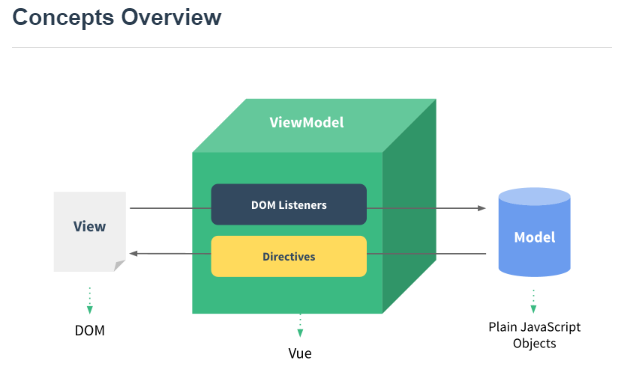 Concepts Overview
ViewModel
DOM Listeners
View
Model
Directives
DOM
Vue
Plain JavaScript
Objects